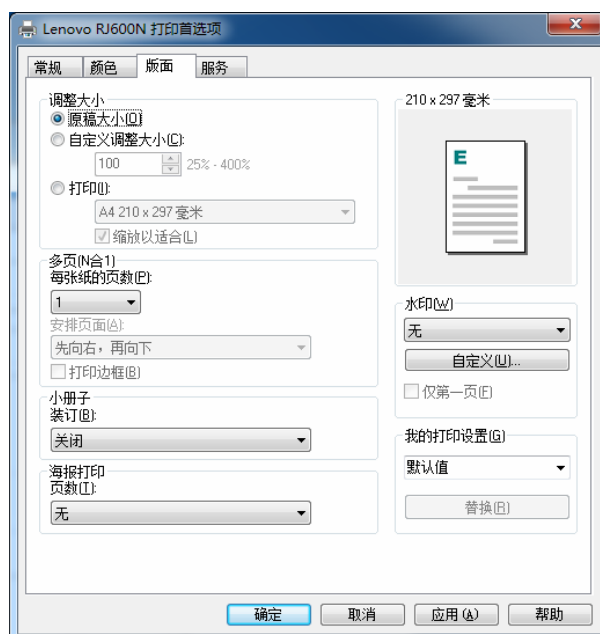 Lenovo RJ600N 打印首选项
常规 颜色 版面 服务
调整大小
原稿大小(O)
自定义调整大小(C):
100 25% - 400%
打印(I):
A4 210 x 297 毫米
缩放以适合(L)
多页(N合1)
每张纸的页数(P):
1
安排页面(A):
先向右，再向下
打印边框(B)
小册子
装订(B):
关闭
海报打印
页数(T):
无
210 x 297 毫米
E
水印(W)
无
自定义(U)...
仅第一页(F)
我的打印设置(G)
默认值
替换(R)
确定 取消 应用(A) 帮助